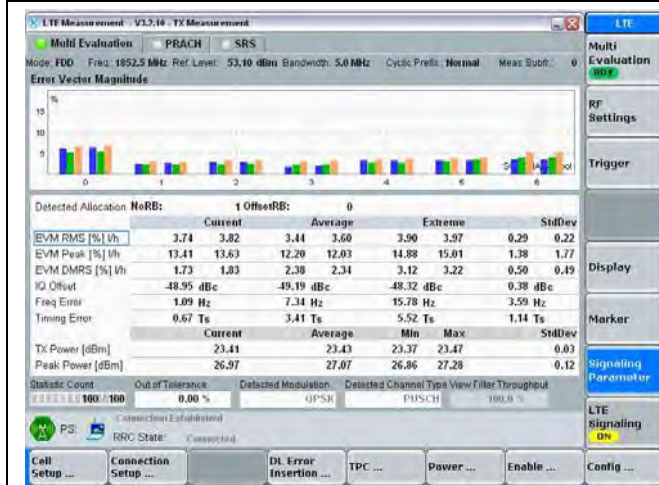 LTE Measurement - V3.2.10 - TX Measurement
LTE
Multi Evaluation PRACH SRS
Multi Evaluation
RDY
Mode: FDD Freq.: 1852.5 MHz Ref. Level: 53.10 dBm Bandwidth: 5.0 MHz Cyclic Prefix: Normal Meas. Subfr.: 0
Error Vector Magnitude
%
15
10
5
0 1 2 3 4 5 6
RF Settings
Trigger
Detected Allocation NoRB: 1 OffsetRB: 0
Current Average Extreme StdDev
EVM RMS [%] l/h 3.74 3.82 3.44 3.60 3.90 3.97 0.29 0.22
EVM Peak [%] l/h 13.41 13.63 12.20 12.03 14.88 15.01 1.38 1.77
EVM DMRS [%] l/h 1.73 1.83 2.38 2.34 3.12 3.22 0.50 0.49
IQ Offset -48.95 dBc -49.19 dBc -48.32 dBc 0.38 dBc
Freq Error 1.09 Hz 7.34 Hz 15.78 Hz 3.59 Hz
Timing Error 0.67 Ts 3.41 Ts 5.52 Ts 1.14 Ts
Current Average Min Max StdDev
TX Power [dBm] 23.41 23.43 23.37 23.47 0.03
Peak Power [dBm] 26.97 27.07 26.86 27.28 0.12
Display
Marker
Signaling Parameter
Statistic Count Out of Tolerance Detected Modulation Detected Channel Type View Filter Throughput
100 / 100 0.00 % QPSK PUSCH 100.0 %
PS: Connection Established
RRC State: Connected
LTE Signaling
ON
Cell Setup ... Connection Setup ... DL Error Insertion ... TPC ... Power ... Enable ... Config ...